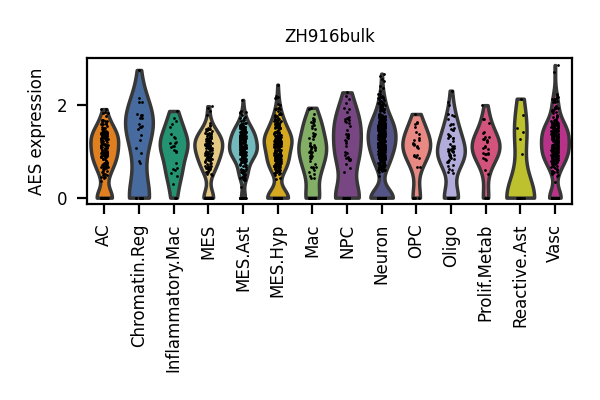 ZH916bulk
AES expression
2
0
AC
Chromatin.Reg
Inflammatory.Mac
MES
MES.Ast
MES.Hyp
Mac
NPC
Neuron
OPC
Oligo
Prolif.Metab
Reactive.Ast
Vasc